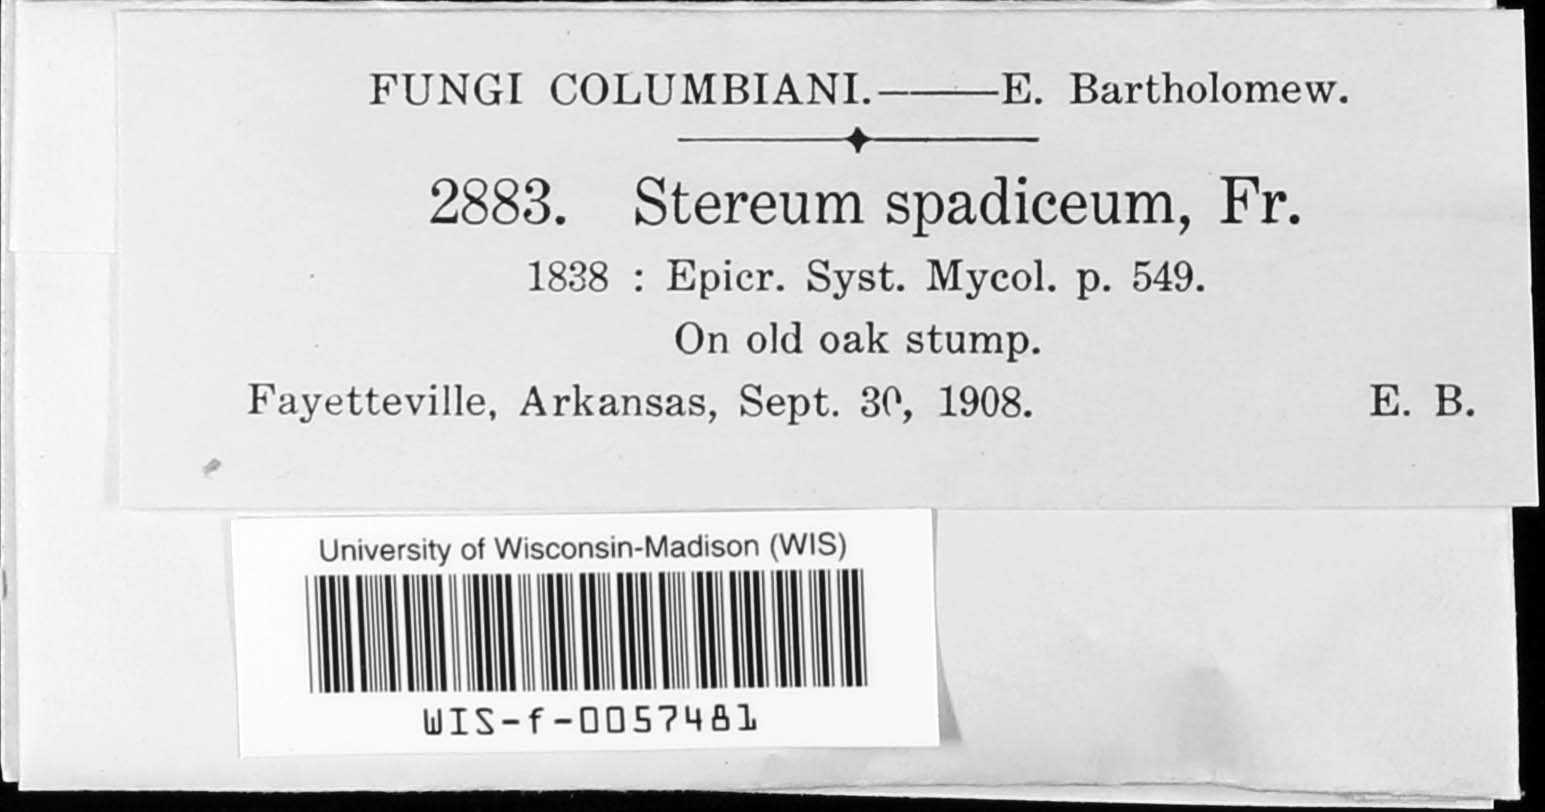 FUNGI COLUMBIANI.——E. Bartholomew.
2883. Stereum spadiceum, Fr.
1838 : Epicr. Syst. Mycol. p. 549.
On old oak stump.
Fayetteville, Arkansas, Sept. 30, 1908. E. B.
University of Wisconsin-Madison (WIS)
WIS-f-0057481